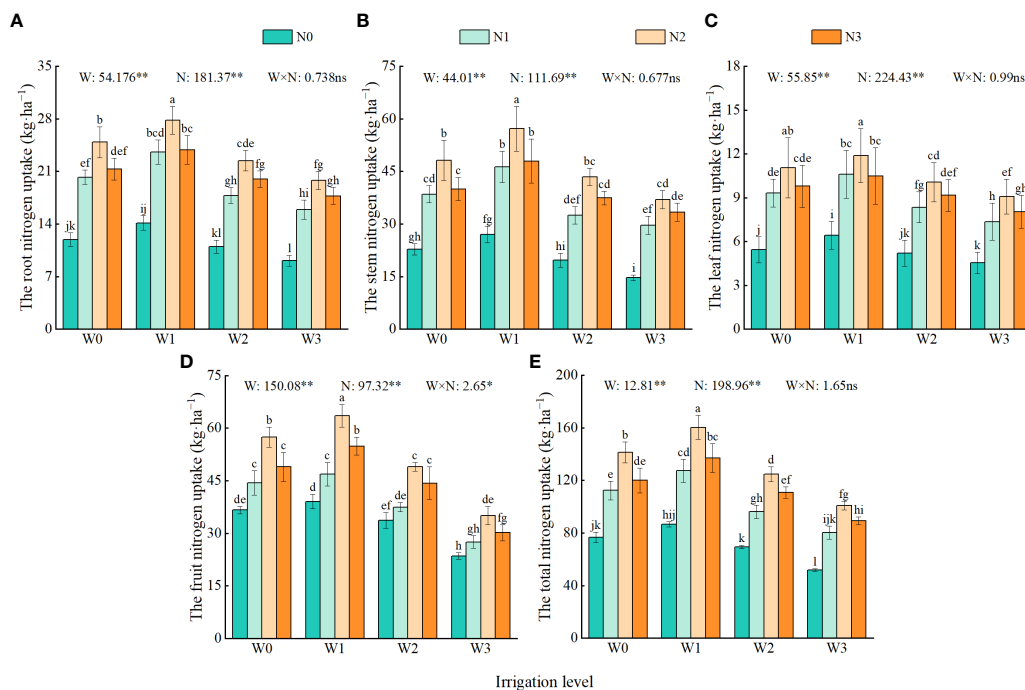 A B C
N0 N1 N2 N3
W: 54.176** N: 181.37** W×N: 0.738ns
The root nitrogen uptake (kg·ha⁻¹)
35
28
21
14
7
0
jk ef b def
ij bcd a bc
kl gh cde fg
l hi fg gh
W0 W1 W2 W3
W: 44.01** N: 111.69** W×N: 0.677ns
The stem nitrogen uptake (kg·ha⁻¹)
75
60
45
30
15
0
gh cd b c
fg b a b
hi de bc cd
i ef cd de
W0 W1 W2 W3
W: 55.85** N: 224.43** W×N: 0.99ns
The leaf nitrogen uptake (kg·ha⁻¹)
18
15
12
9
6
3
0
j de ab cde
i abc a bc
jk fg cd def
k h ef gh
W0 W1 W2 W3
D E
W: 150.08** N: 97.32** W×N: 2.65*
The fruit nitrogen uptake (kg·ha⁻¹)
75
60
45
30
15
0
de c b c
d c a b
ef de c c
h gh de fg
W0 W1 W2 W3
W: 12.81** N: 198.96** W×N: 1.65ns
The total nitrogen uptake (kg·ha⁻¹)
200
160
120
80
40
0
jk e b de
hij cd a bc
k gh d ef
l ijk fg hi
W0 W1 W2 W3
Irrigation level